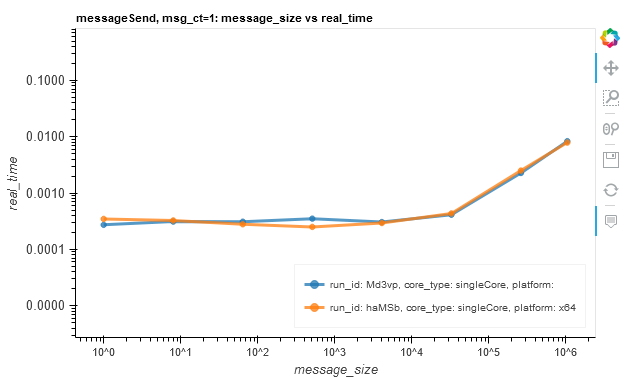 messageSend, msg_ct=1: message_size vs real_time
0.1000
0.0100
0.0010
0.0001
0.0000
real_time
run_id: Md3vp, core_type: singleCore, platform:
run_id: haMSb, core_type: singleCore, platform: x64
10^0 10^1 10^2 10^3 10^4 10^5 10^6
message_size